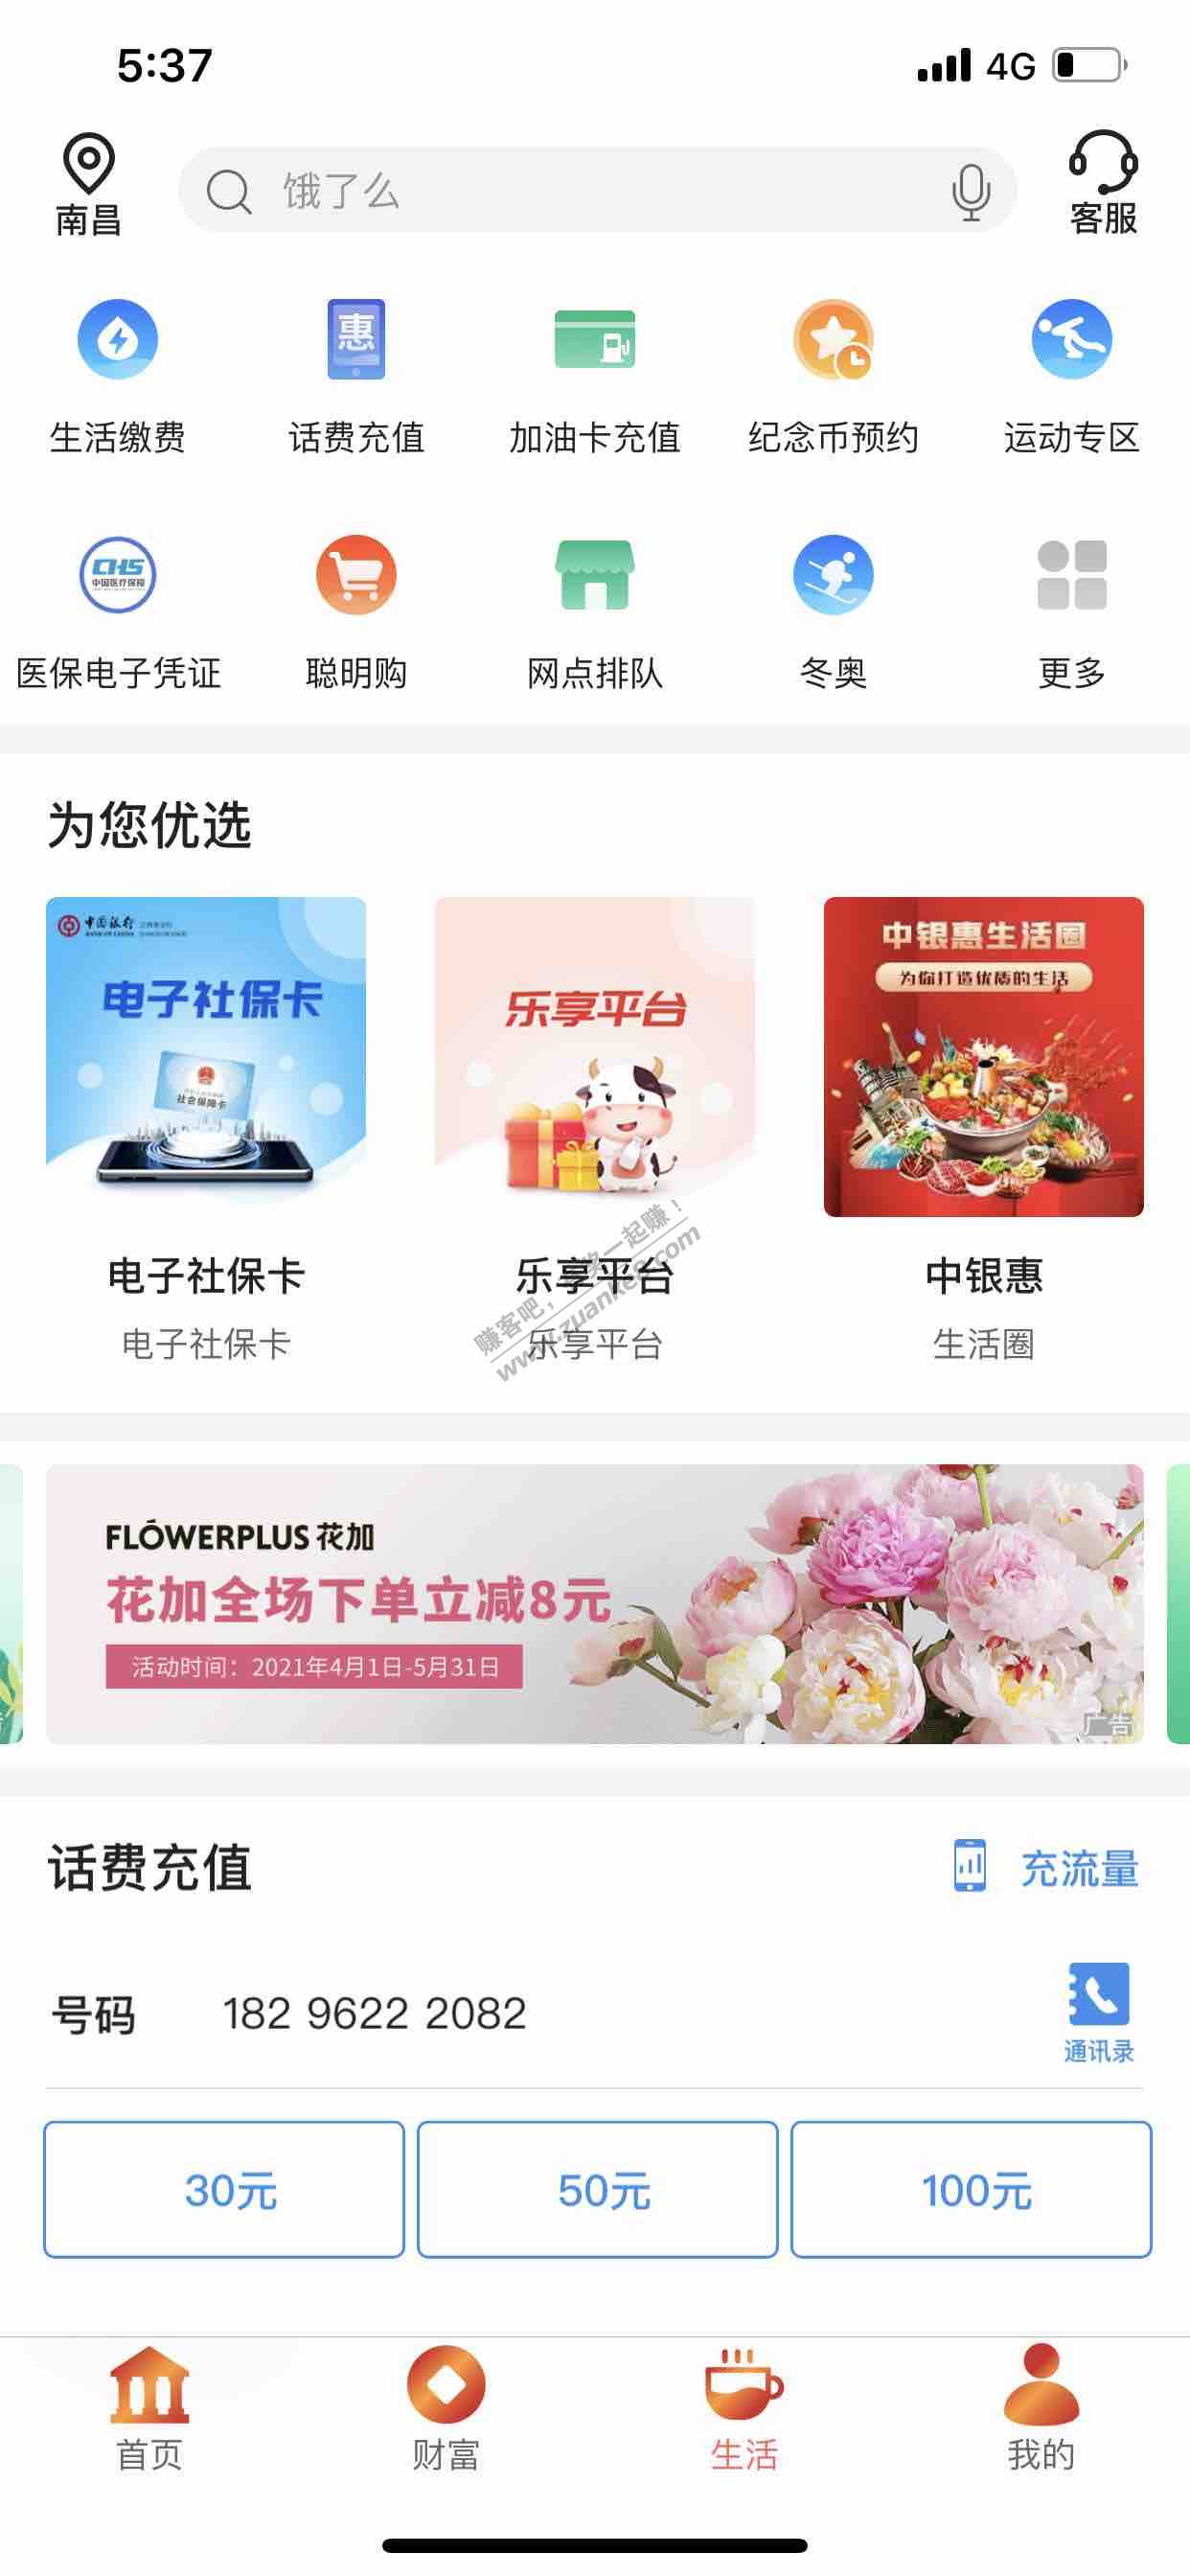 5:37
4G
南昌
饿了么
客服
惠
生活缴费
话费充值
加油卡充值
纪念币预约
运动专区
CHS
中国医疗保障
医保电子凭证
聪明购
网点排队
冬奥
更多
为您优选
中国银行
BANK OF CHINA
电子社保卡
社会保障卡
乐享平台
中银惠生活圈
为你打造优质的生活
电子社保卡
乐享平台
中银惠
电子社保卡
乐享平台
生活圈
赚客吧,
一起赚!
www.zuanke8.com
FLOWERPLUS 花加
花加全场下单立减8元
活动时间：2021年4月1日-5月31日
广告
话费充值
充流量
号码
182 9622 2082
通讯录
30元
50元
100元
首页
财富
生活
我的